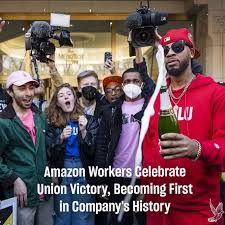 Amazon Workers Celebrate
Union Victory, Becoming First
in Company's History